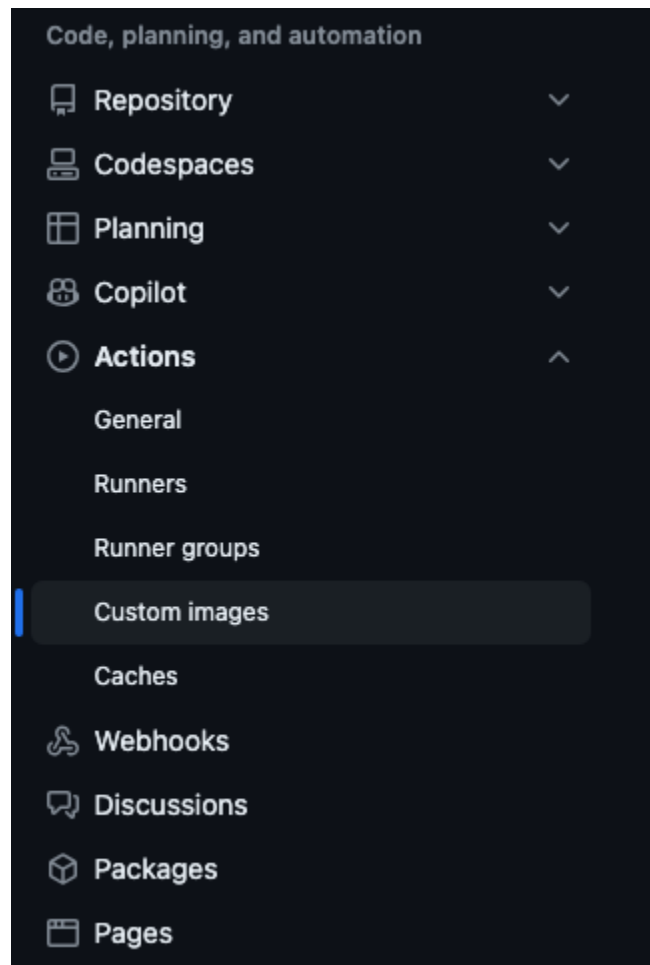 Code, planning, and automation
Repository
Codespaces
Planning
Copilot
Actions
General
Runners
Runner groups
Custom images
Caches
Webhooks
Discussions
Packages
Pages